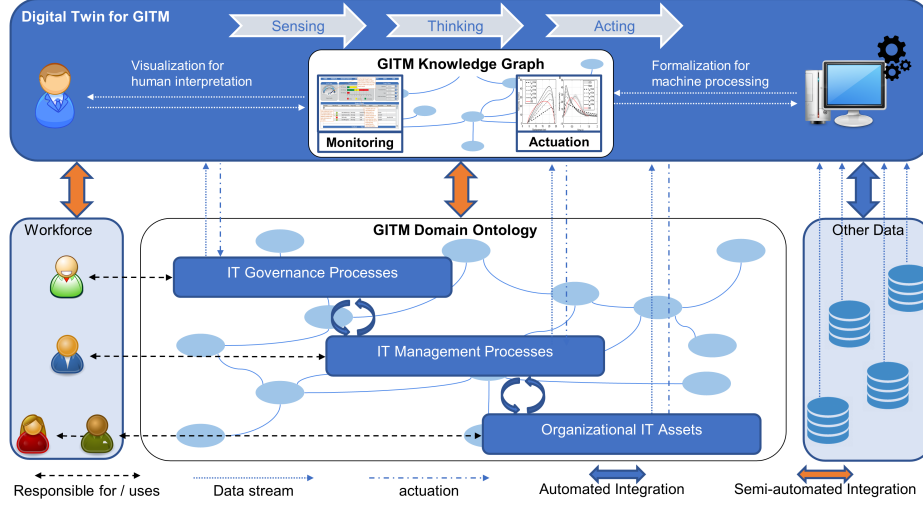 Digital Twin for GITM
Sensing
Thinking
Acting
Visualization for
human interpretation
GITM Knowledge Graph
Formalization for
machine processing
Monitoring
Actuation
Workforce
GITM Domain Ontology
Other Data
IT Governance Processes
IT Management Processes
Organizational IT Assets
Responsible for / uses
Data stream
actuation
Automated Integration
Semi-automated Integration